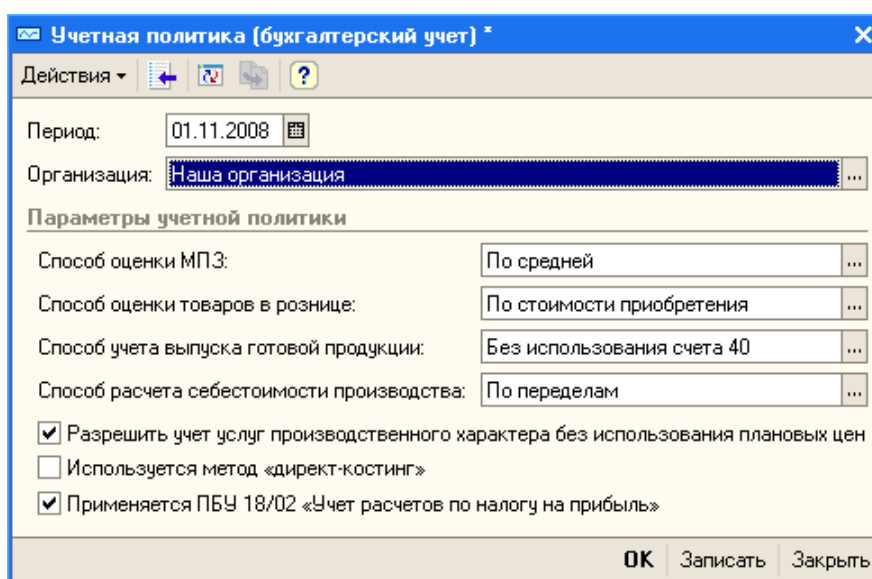 Учетная политика (бухгалтерский учет) *
Действия
Период: 01.11.2008
Организация: Наша организация ...
Параметры учетной политики
Способ оценки МПЗ: По средней ...
Способ оценки товаров в рознице: По стоимости приобретения ...
Способ учета выпуска готовой продукции: Без использования счета 40 ...
Способ расчета себестоимости производства: По переделам ...
Разрешить учет услуг производственного характера без использования плановых цен
Используется метод «директ-костинг»
Применяется ПБУ 18/02 «Учет расчетов по налогу на прибыль»
OK Записать Закрыть